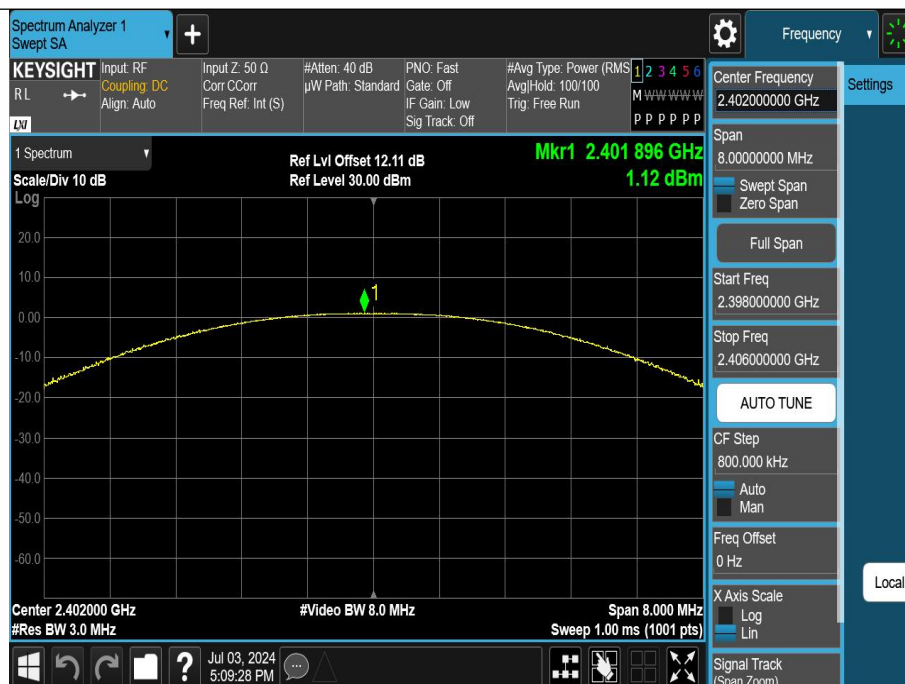 Spectrum Analyzer 1
Swept SA
Frequency
KEYSIGHT
RL
LXI
Input: RF
Coupling: DC
Align: Auto
Input Z: 50 Ω
Corr CCorr
Freq Ref: Int (S)
#Atten: 40 dB
µW Path: Standard
PNO: Fast
Gate: Off
IF Gain: Low
Sig Track: Off
#Avg Type: Power (RMS
Avg|Hold: 100/100
Trig: Free Run
1 2 3 4 5 6
M W W W W W
P P P P P P
1 Spectrum
Scale/Div 10 dB
Log
Ref Lvl Offset 12.11 dB
Ref Level 30.00 dBm
Mkr1 2.401 896 GHz
1.12 dBm
20.0
10.0
0.00
-10.0
-20.0
-30.0
-40.0
-50.0
-60.0
1
Center 2.402000 GHz
#Res BW 3.0 MHz
#Video BW 8.0 MHz
Span 8.000 MHz
Sweep 1.00 ms (1001 pts)
Jul 03, 2024
5:09:28 PM
Center Frequency
2.402000000 GHz
Span
8.00000000 MHz
Swept Span
Zero Span
Full Span
Start Freq
2.398000000 GHz
Stop Freq
2.406000000 GHz
AUTO TUNE
CF Step
800.000 kHz
Auto
Man
Freq Offset
0 Hz
X Axis Scale
Log
Lin
Signal Track
(Span Zoom)
Settings
Local